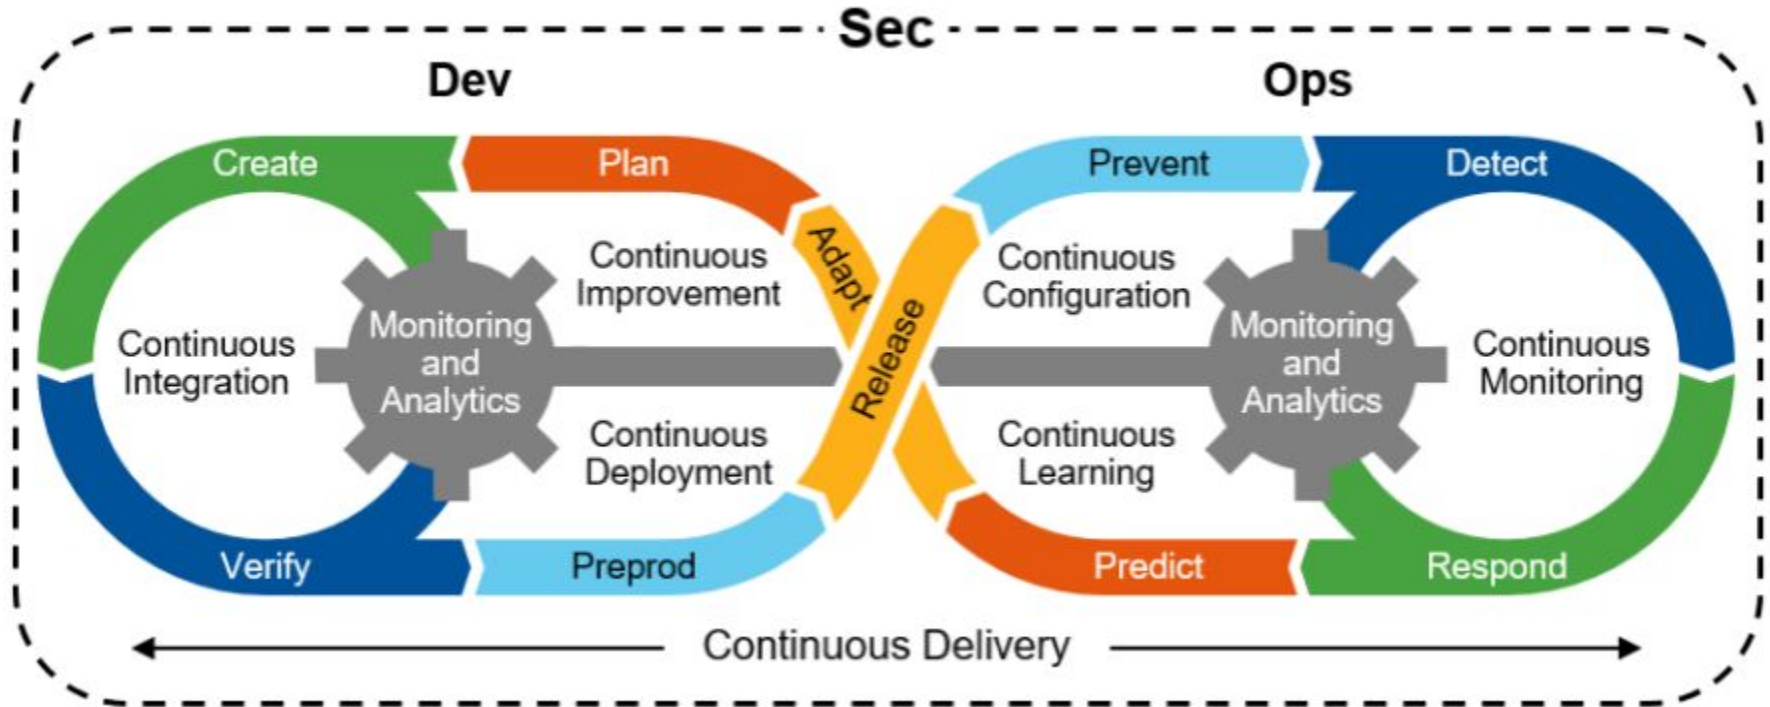 Sec
Dev
Ops
Create
Plan
Prevent
Detect
Adapt
Continuous
Improvement
Continuous
Configuration
Monitoring
and
Analytics
Continuous
Integration
Release
Monitoring
and
Analytics
Continuous
Monitoring
Continuous
Deployment
Continuous
Learning
Verify
Preprod
Predict
Respond
Continuous Delivery